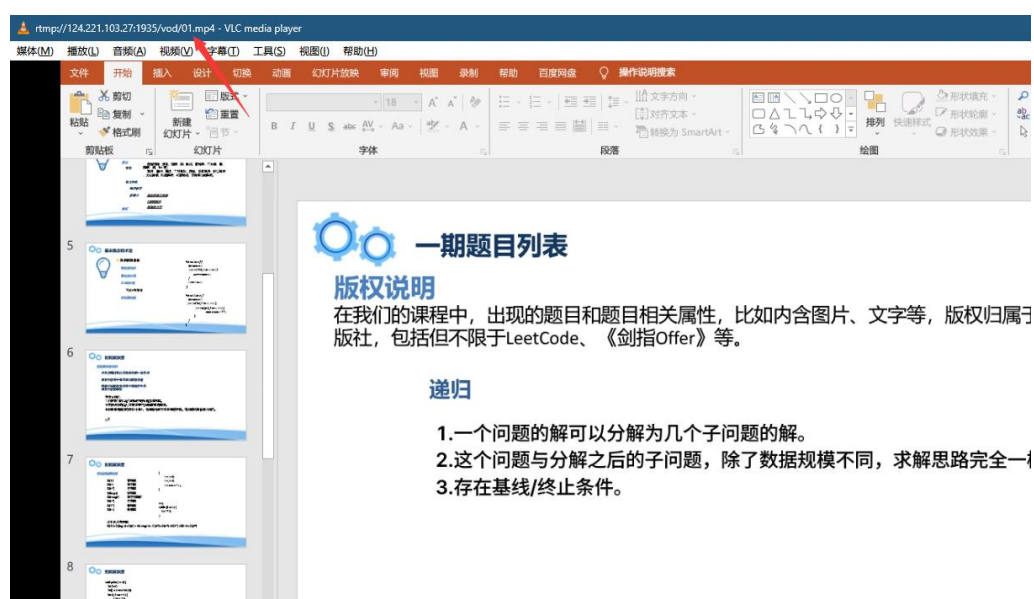 rtmp://124.221.103.27:1935/vod/01.mp4 - VLC media player
媒体(M) 播放(L) 音频(A) 视频(V) 字幕(T) 工具(S) 视图(I) 帮助(H)
文件 开始 插入 设计 切换 动画 幻灯片放映 审阅 视图 录制 帮助 百度网盘 操作说明搜索
剪切 版式 18 文字方向 形状填充
粘贴 复制 新建 重置 对齐文本 排列 快速样式 形状轮廓
格式刷 幻灯片 节 B I U S abc AV Aa A 转换为 SmartArt 形状效果
剪贴板 幻灯片 字体 段落 绘图
5
6
7
8
一期题目列表
版权说明
在我们的课程中，出现的题目和题目相关属性，比如内含图片、文字等，版权归属于
版社，包括但不限于LeetCode、《剑指Offer》等。
递归
1.一个问题的解可以分解为几个子问题的解。
2.这个问题与分解之后的子问题，除了数据规模不同，求解思路完全一
3.存在基线/终止条件。